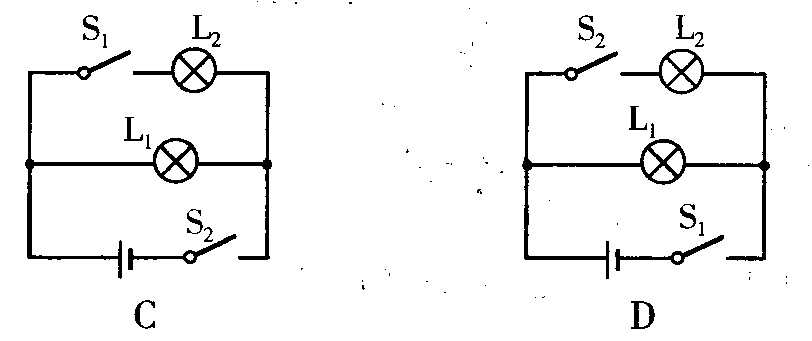 S₁ L₂ S₂ L₂
L₁ L₁
S₂ S₁
C D